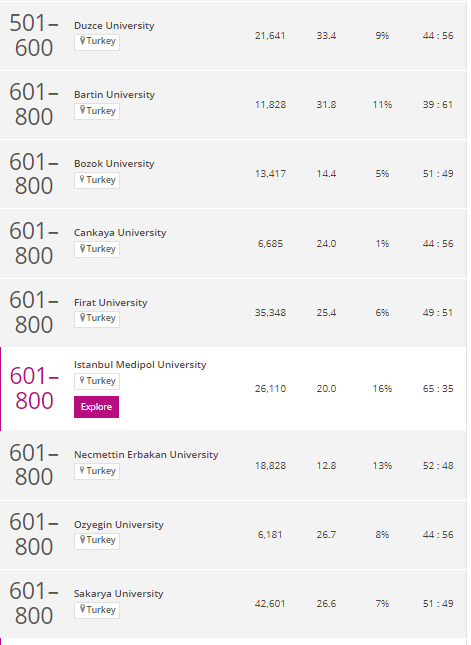 501–
600
Duzce University
Turkey
21,641 33.4 9% 44 : 56
601–
800
Bartin University
Turkey
11,828 31.8 11% 39 : 61
601–
800
Bozok University
Turkey
13,417 14.4 5% 51 : 49
601–
800
Cankaya University
Turkey
6,685 24.0 1% 44 : 56
601–
800
Firat University
Turkey
35,348 25.4 6% 49 : 51
601–
800
Istanbul Medipol University
Turkey
Explore
26,110 20.0 16% 65 : 35
601–
800
Necmettin Erbakan University
Turkey
18,828 12.8 13% 52 : 48
601–
800
Ozyegin University
Turkey
6,181 26.7 8% 44 : 56
601–
800
Sakarya University
Turkey
42,601 26.6 7% 51 : 49